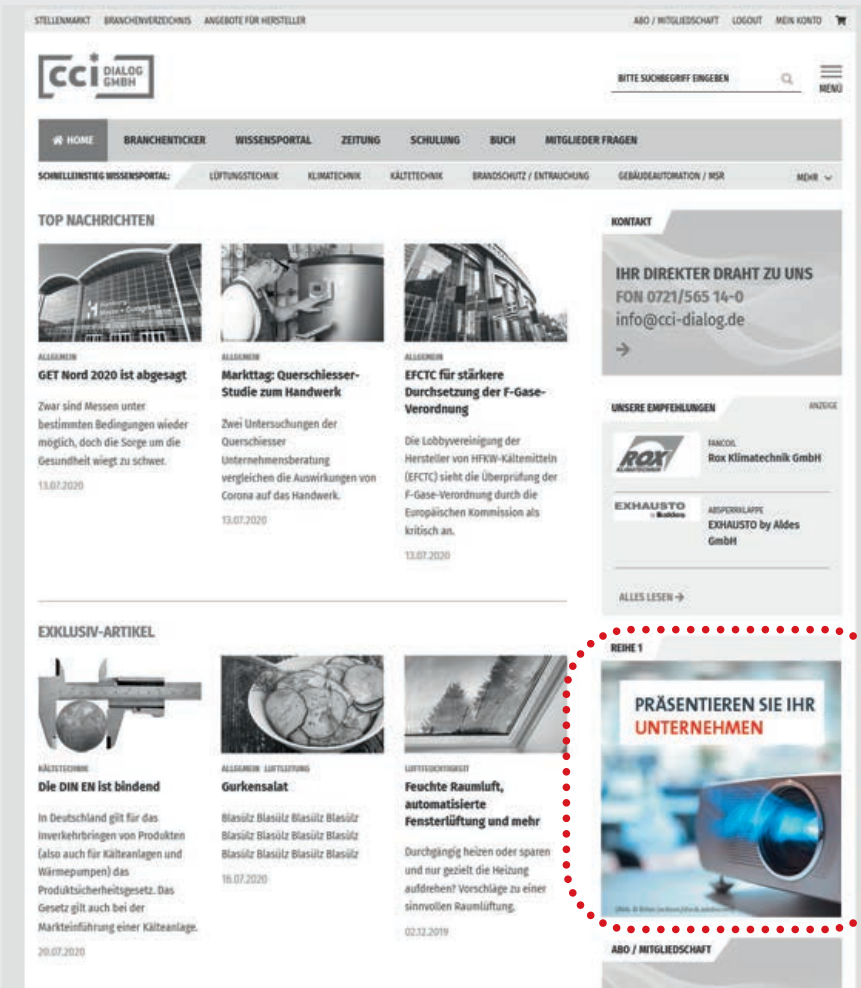 STELLENMARKT BRANCHENVERZEICHNIS ANGEBOTE FÜR HERSTELLER
ABO / MITGLIEDSCHAFT LOGOUT MEIN KONTO
cci DIALOG
GMBH
BITTE SUCHBEGRIFF EINGEBEN
MENÜ
HOME BRANCHENTICKER WISSENSPORTAL ZEITUNG SCHULUNG BUCH MITGLIEDER FRAGEN
SCHNELLEINSTIEG WISSENSPORTAL: LÜFTUNGSTECHNIK KLIMATECHNIK KÄLTETECHNIK BRANDSCHUTZ / ENTRAUCHUNG GEBÄUDEAUTOMATION / MSR MEHR
TOP NACHRICHTEN
ALLGEMEIN
GET Nord 2020 ist abgesagt
Zwar sind Messen unter
bestimmten Bedingungen wieder
möglich, doch die Sorge um die
Gesundheit wiegt zu schwer.
13.07.2020
ALLGEMEIN
Markttag: Querschiesser-
Studie zum Handwerk
Zwei Untersuchungen der
Querschiesser
Unternehmensberatung
vergleichen die Auswirkungen von
Corona auf das Handwerk.
13.07.2020
ALLGEMEIN
EFCTC für stärkere
Durchsetzung der F-Gase-
Verordnung
Die Lobbyvereinigung der
Hersteller von HFKW-Kältemitteln
(EFCTC) sieht die Überprüfung der
F-Gase-Verordnung durch die
Europäischen Kommission als
kritisch an.
13.07.2020
KONTAKT
IHR DIREKTER DRAHT ZU UNS
FON 0721/565 14-0
info@cci-dialog.de
→
UNSERE EMPFEHLUNGEN ANZEIGE
ROX
KLIMATECHNIK
FANCOIL
Rox Klimatechnik GmbH
EXHAUSTO
by aldes
ABSPERRKLAPPE
EXHAUSTO by Aldes
GmbH
ALLES LESEN →
EXKLUSIV-ARTIKEL
KÄLTETECHNIK
Die DIN EN ist bindend
In Deutschland gilt für das
Inverkehrbringen von Produkten
(also auch für Kälteanlagen und
Wärmepumpen) das
Produktsicherheitsgesetz. Das
Gesetz gilt auch bei der
Markteinführung einer Kälteanlage.
20.07.2020
ALLGEMEIN LUFTLEITUNG
Gurkensalat
Blasülz Blasülz Blasülz Blasülz
Blasülz Blasülz Blasülz Blasülz
Blasülz Blasülz Blasülz Blasülz
16.07.2020
LUFTFEUCHTIGKEIT
Feuchte Raumluft,
automatisierte
Fensterlüftung und mehr
Durchgängig heizen oder sparen
und nur gezielt die Heizung
aufdrehen? Vorschläge zu einer
sinnvollen Raumlüftung.
02.12.2019
REIHE 1
PRÄSENTIEREN SIE IHR
UNTERNEHMEN
ABO / MITGLIEDSCHAFT